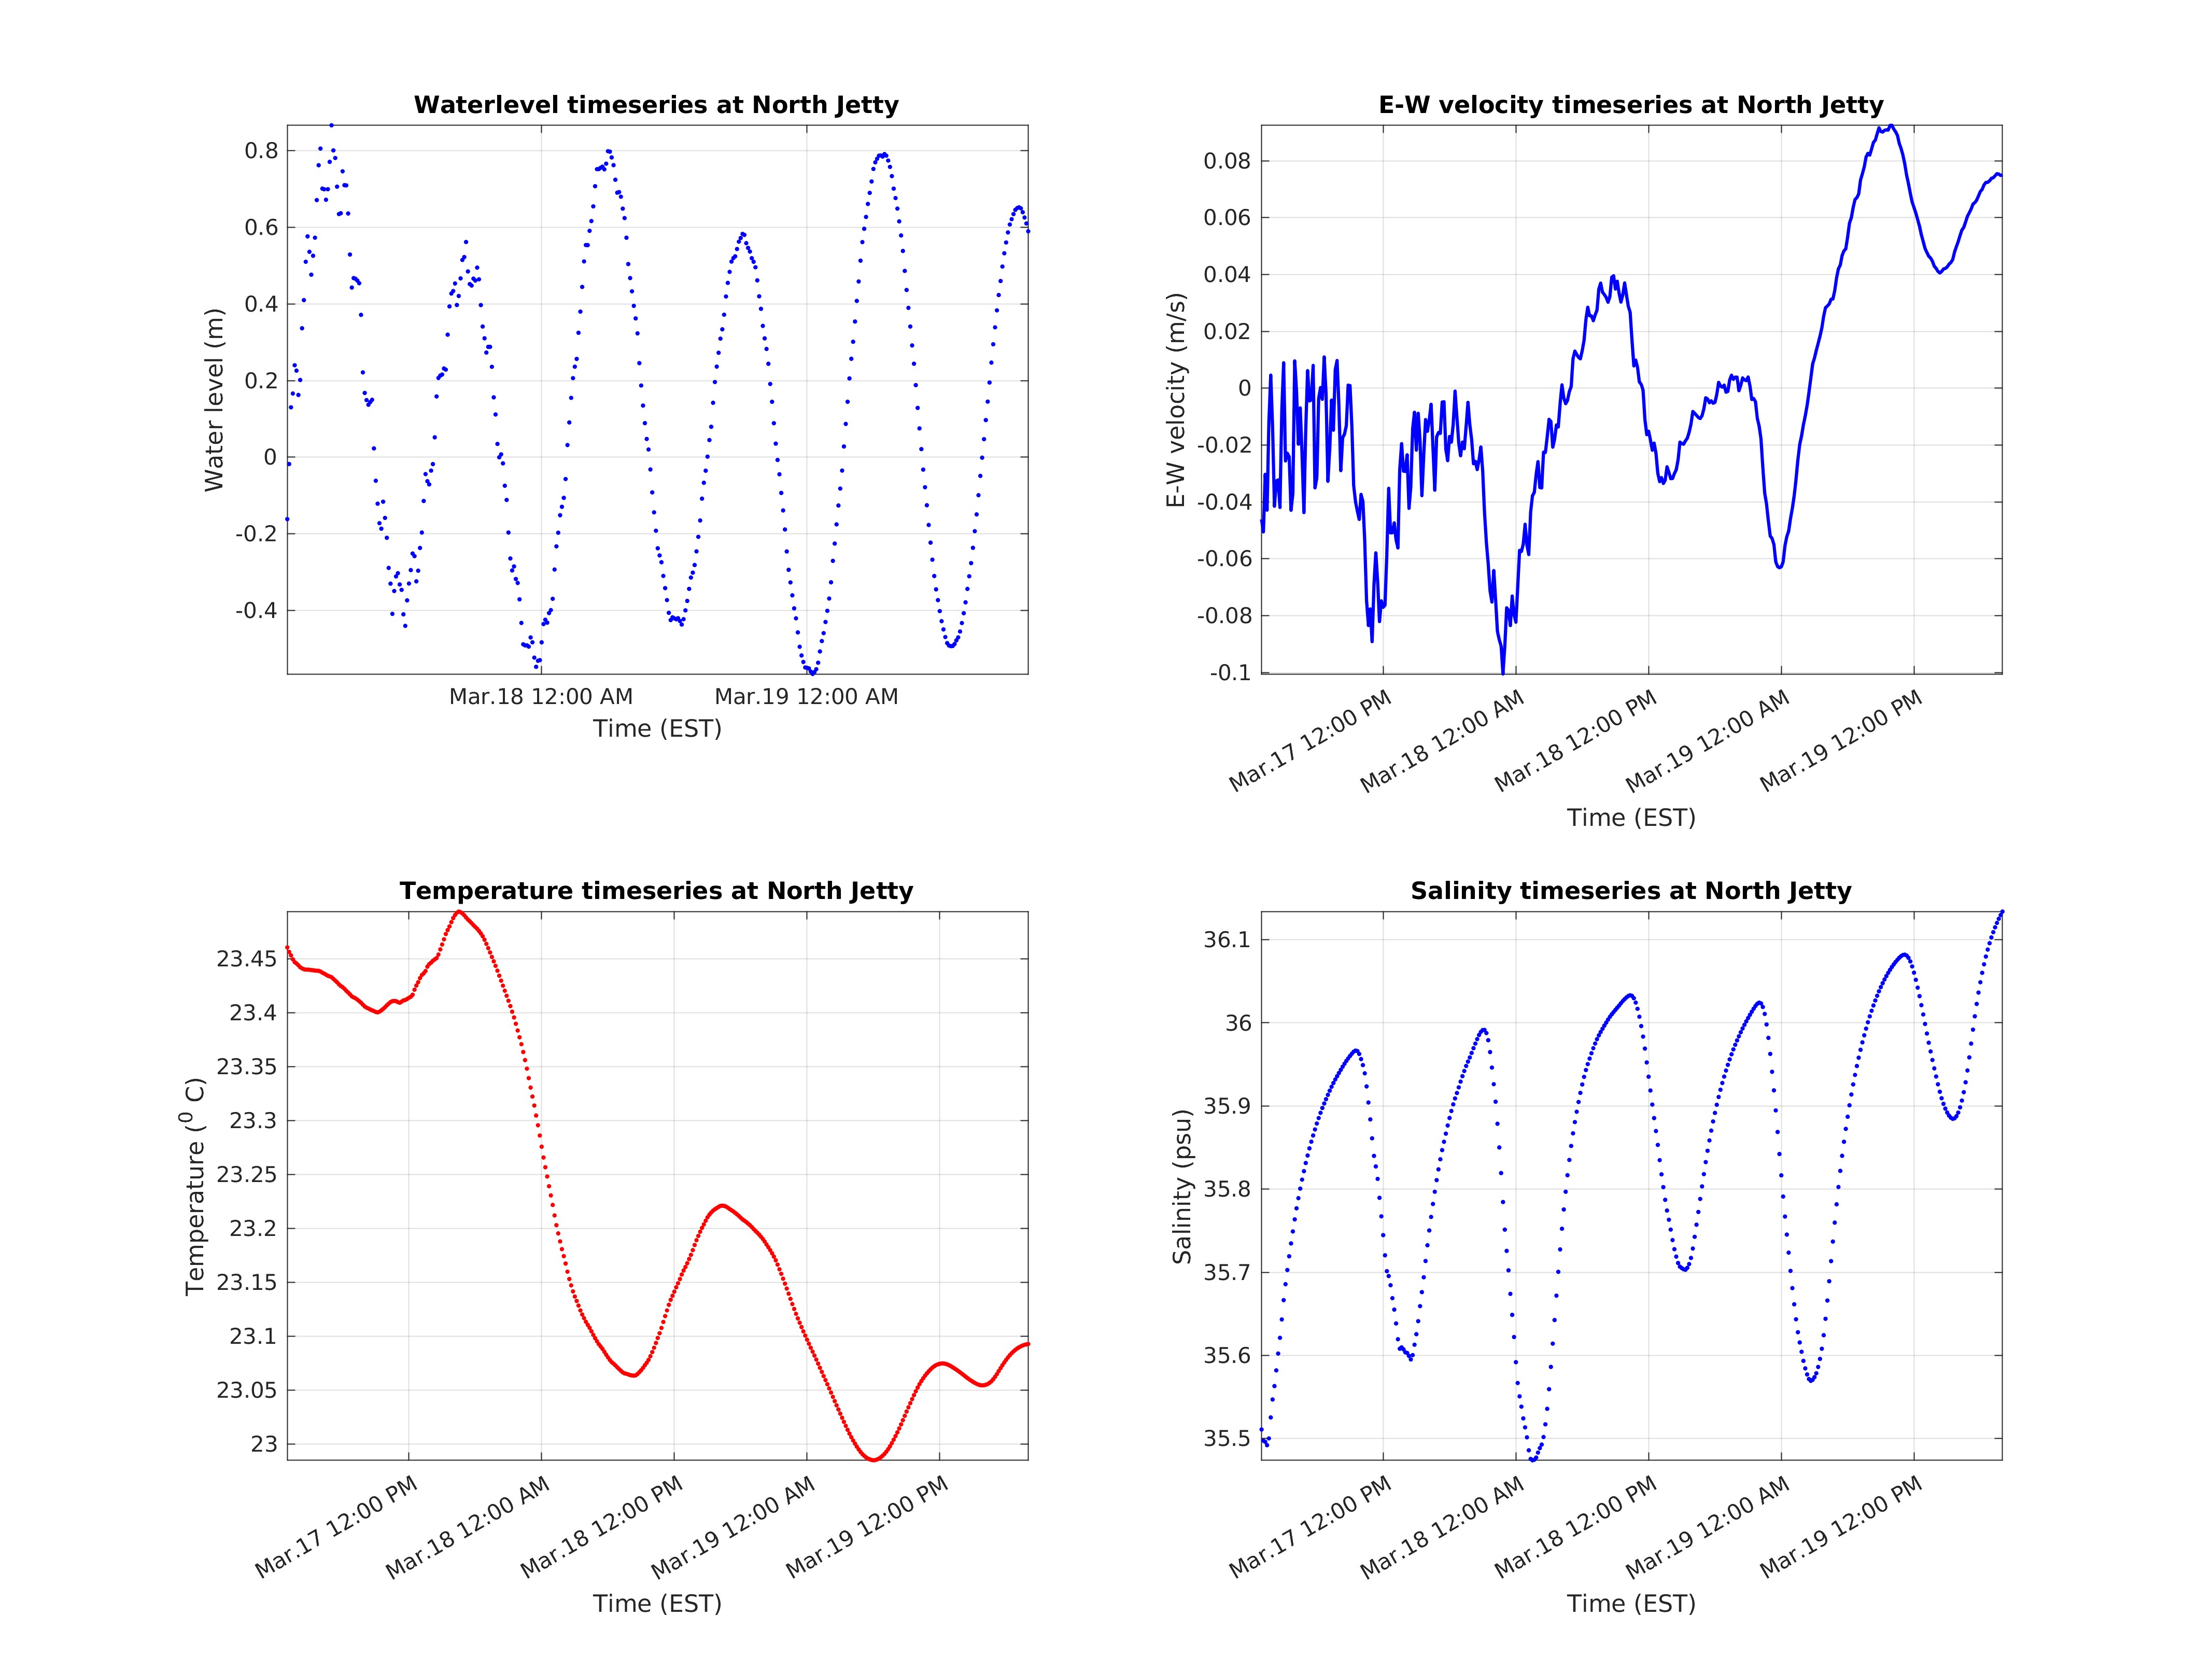 Waterlevel timeseries at North Jetty
0.8
0.6
0.4
0.2
0
-0.2
-0.4
Water level (m)
Mar.18 12:00 AM
Mar.19 12:00 AM
Time (EST)
E-W velocity timeseries at North Jetty
0.08
0.06
0.04
0.02
0
-0.02
-0.04
-0.06
-0.08
-0.1
E-W velocity (m/s)
Mar.17 12:00 PM
Mar.18 12:00 AM
Mar.18 12:00 PM
Mar.19 12:00 AM
Mar.19 12:00 PM
Time (EST)
Temperature timeseries at North Jetty
23.45
23.4
23.35
23.3
23.25
23.2
23.15
23.1
23.05
23
Temperature (⁰ C)
Mar.17 12:00 PM
Mar.18 12:00 AM
Mar.18 12:00 PM
Mar.19 12:00 AM
Mar.19 12:00 PM
Time (EST)
Salinity timeseries at North Jetty
36.1
36
35.9
35.8
35.7
35.6
35.5
Salinity (psu)
Mar.17 12:00 PM
Mar.18 12:00 AM
Mar.18 12:00 PM
Mar.19 12:00 AM
Mar.19 12:00 PM
Time (EST)